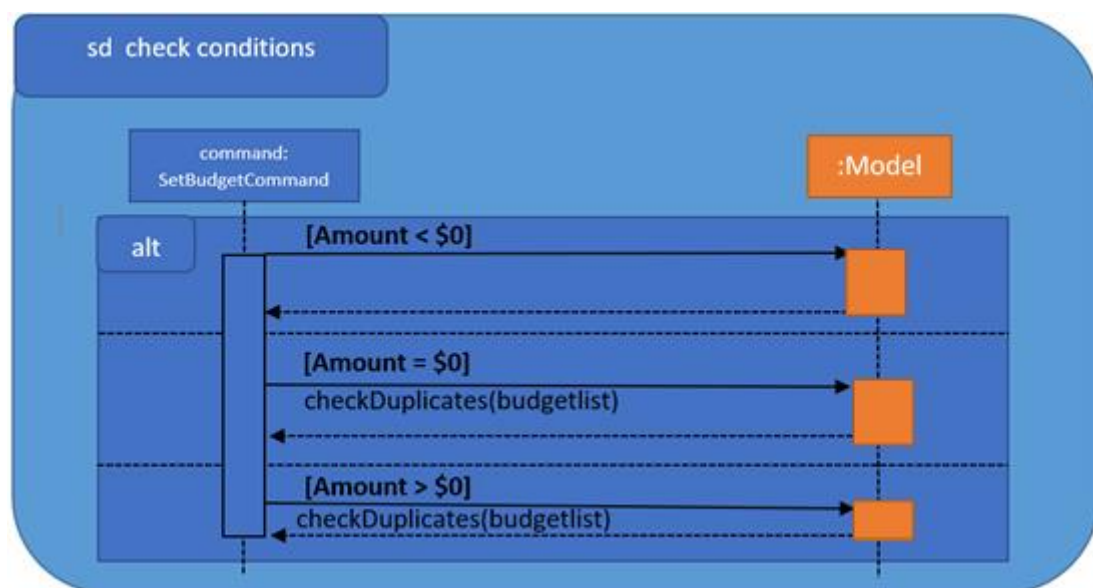 sd check conditions
command:
SetBudgetCommand
:Model
alt
[Amount < $0]
[Amount = $0]
checkDuplicates(budgetlist)
[Amount > $0]
checkDuplicates(budgetlist)